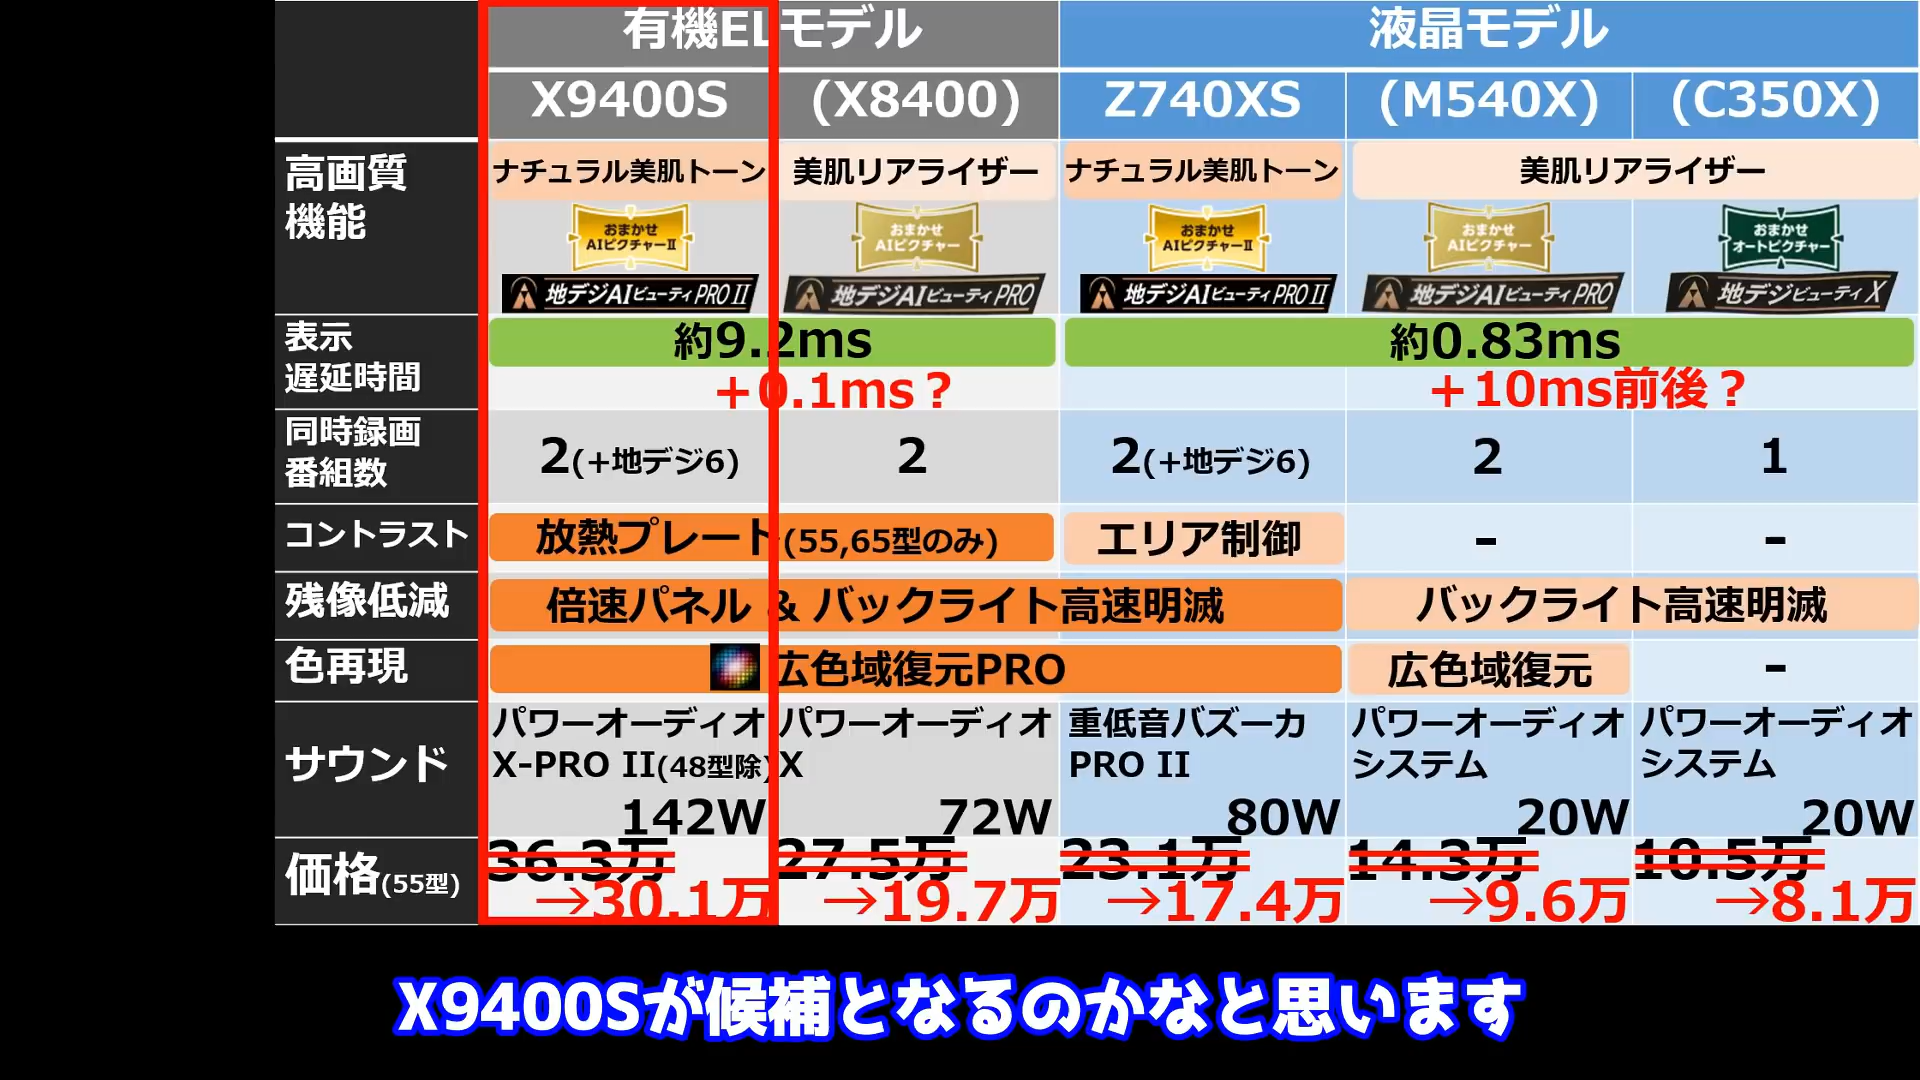 有機ELモデル
液晶モデル
X9400S
(X8400)
Z740XS
(M540X)
(C350X)
高画質
機能
ナチュラル美肌トーン
美肌リアライザー
ナチュラル美肌トーン
美肌リアライザー
おまかせ
AIピクチャーII
おまかせ
AIピクチャー
おまかせ
AIピクチャーII
おまかせ
AIピクチャー
おまかせ
オートピクチャー
地デジAIビューティPRO II
地デジAIビューティPRO
地デジAIビューティPRO II
地デジAIビューティPRO
地デジビューティX
表示
遅延時間
約9.2ms
+0.1ms?
約0.83ms
+10ms前後?
同時録画
番組数
2(+地デジ6)
2
2(+地デジ6)
2
1
コントラスト
放熱プレート(55,65型のみ)
エリア制御
-
-
残像低減
倍速パネル & バックライト高速明滅
バックライト高速明滅
色再現
広色域復元PRO
広色域復元
-
サウンド
パワーオーディオ
X-PRO II(48型除)
142W
パワーオーディオ
X
72W
重低音バズーカ
PRO II
80W
パワーオーディオ
システム
20W
パワーオーディオ
システム
20W
価格(55型)
36.3万
→30.1万
27.5万
→19.7万
23.1万
→17.4万
14.3万
→9.6万
10.5万
→8.1万
X9400Sが候補となるのかなと思います